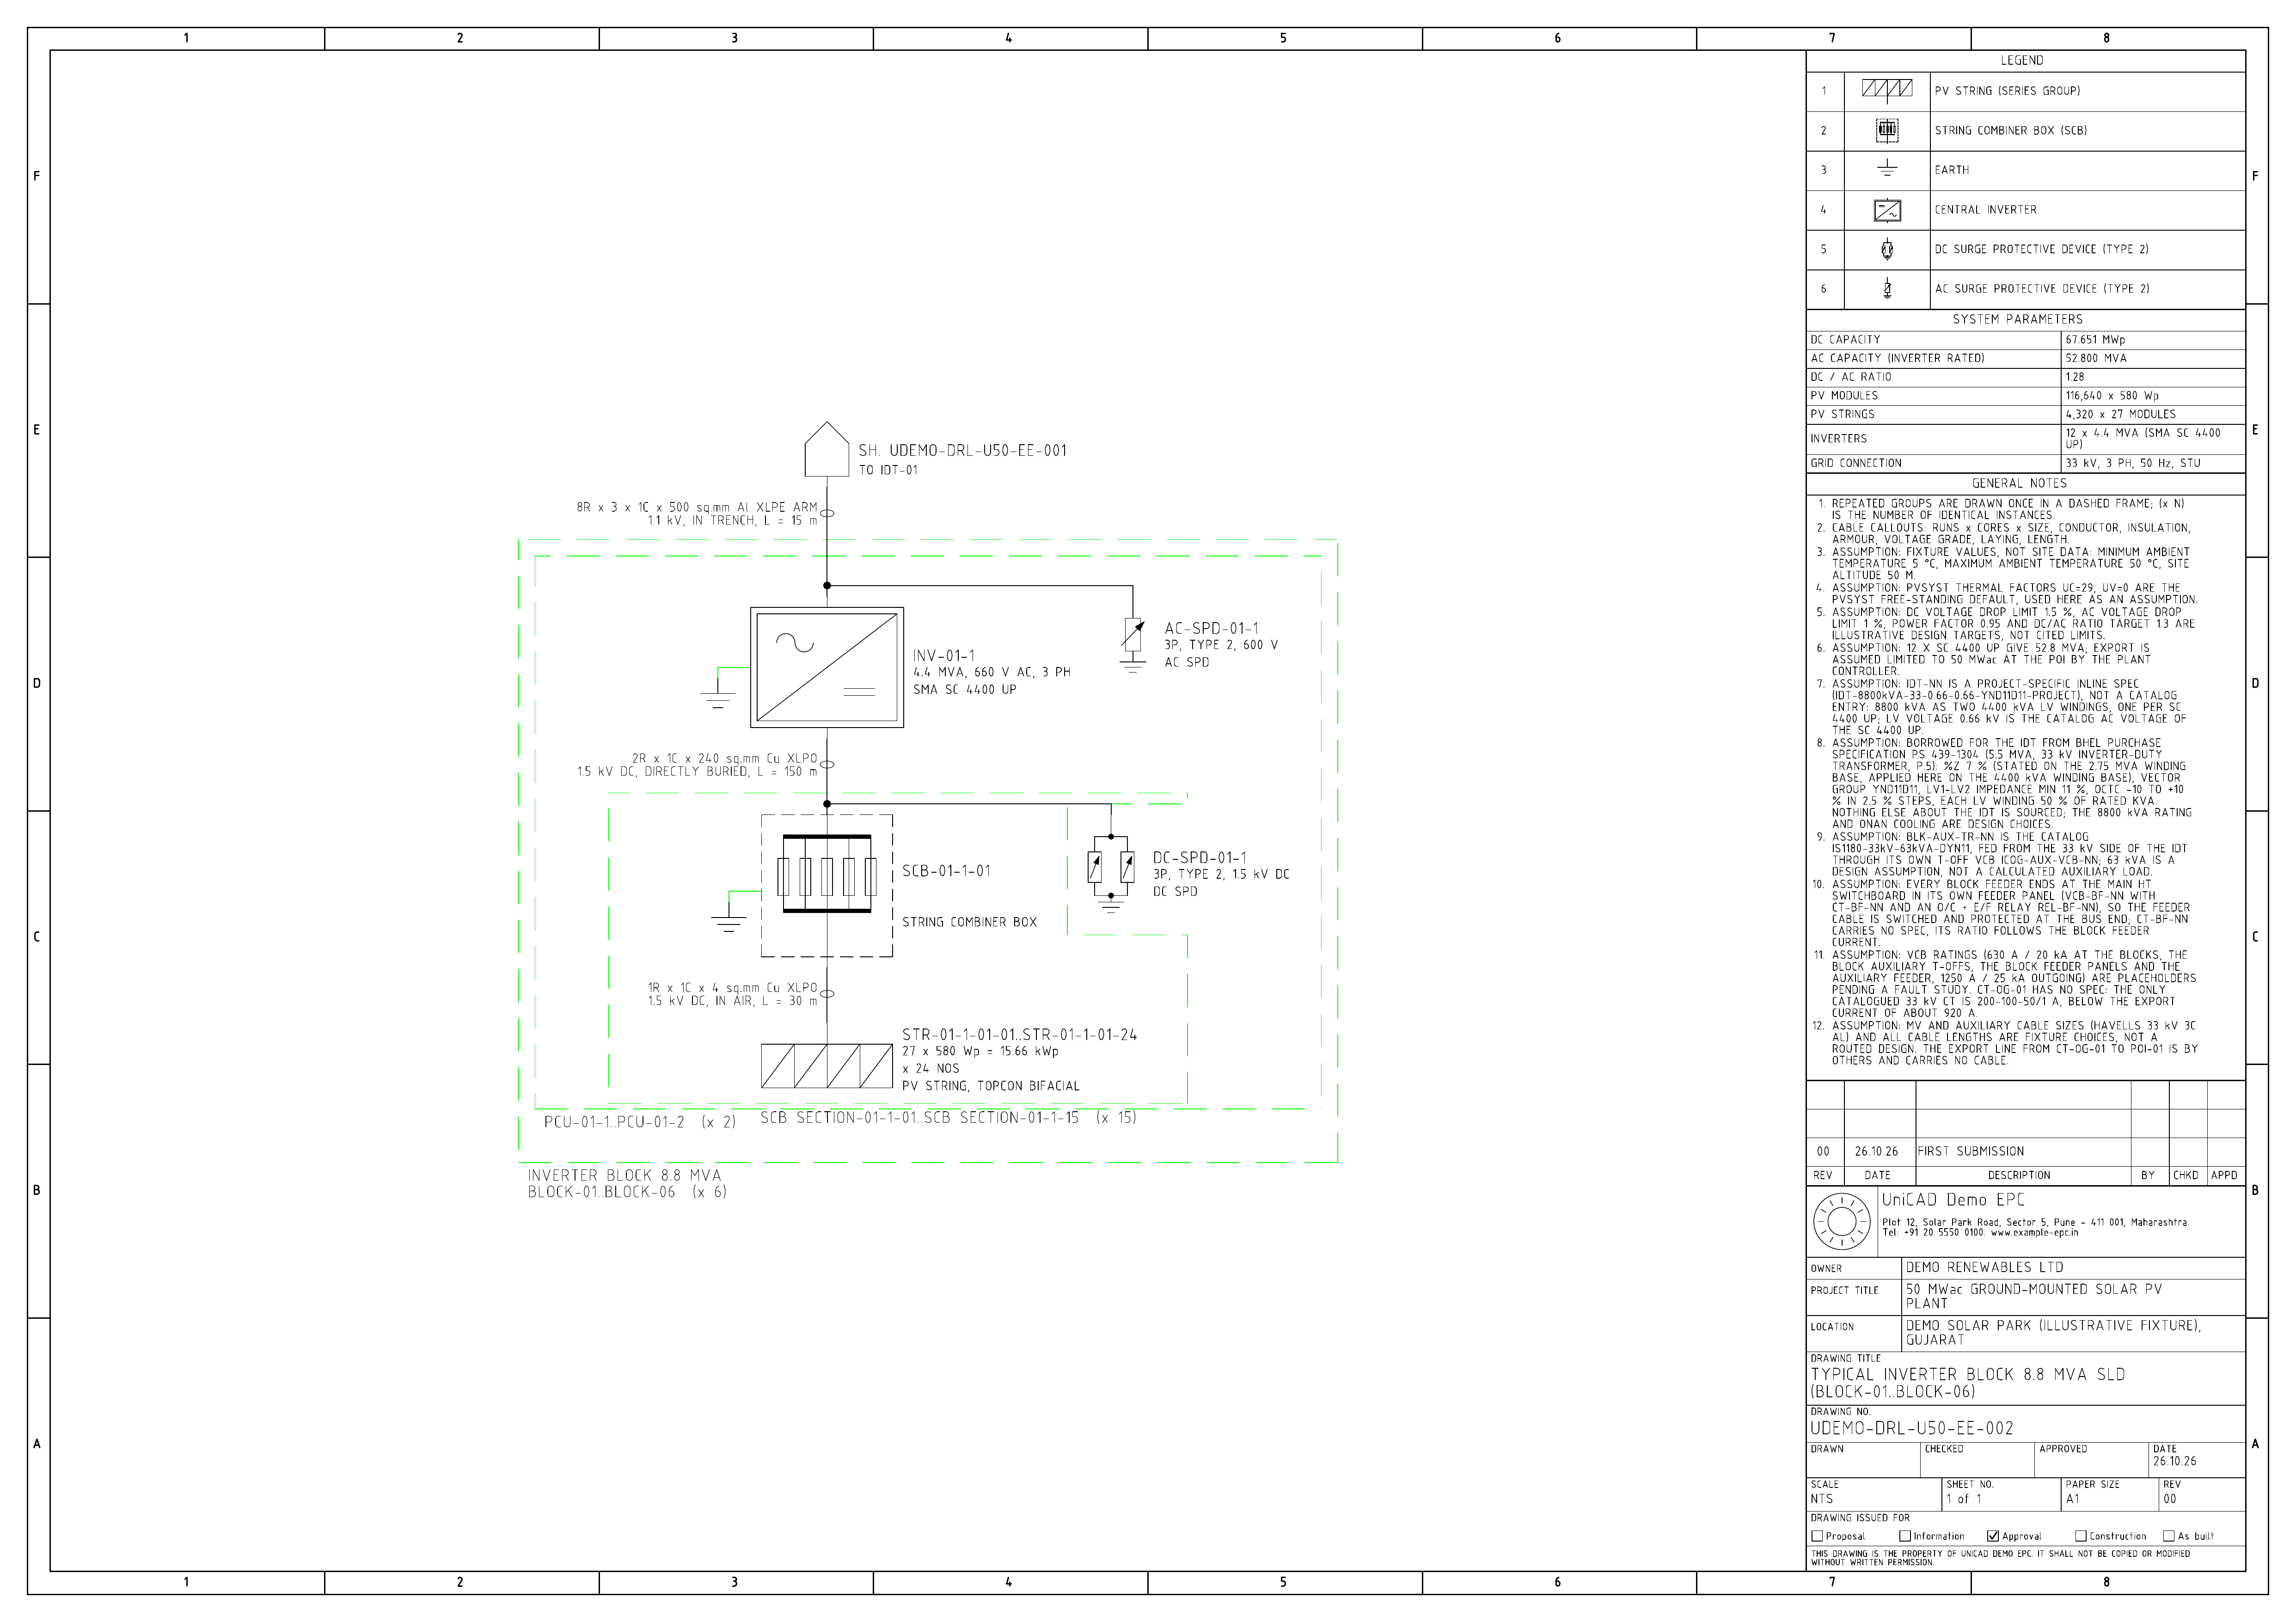 1 2 3 4 5 6 7 8
F
E
D
C
B
A
SH. UDEMO-DRL-U50-EE-001
TO IDT-01
8R x 3 x 1C x 500 sq.mm Al XLPE ARM
1.1 kV, IN TRENCH, L = 15 m
AC-SPD-01-1
3P, TYPE 2, 600 V
AC SPD
INV-01-1
4.4 MVA, 660 V AC, 3 PH
SMA SC 4400 UP
2R x 1C x 240 sq.mm Cu XLPO
1.5 kV DC, DIRECTLY BURIED, L = 150 m
DC-SPD-01-1
3P, TYPE 2, 1.5 kV DC
DC SPD
SCB-01-1-01
STRING COMBINER BOX
1R x 1C x 4 sq.mm Cu XLPO
1.5 kV DC, IN AIR, L = 30 m
STR-01-1-01-01..STR-01-1-01-24
27 x 580 Wp = 15.66 kWp
x 24 NOS
PV STRING, TOPCON BIFACIAL
PCU-01-1..PCU-01-2 (x 2)
SCB SECTION-01-1-01..SCB SECTION-01-1-15 (x 15)
INVERTER BLOCK 8.8 MVA
BLOCK-01..BLOCK-06 (x 6)
LEGEND
1 PV STRING (SERIES GROUP)
2 STRING COMBINER BOX (SCB)
3 EARTH
4 CENTRAL INVERTER
5 DC SURGE PROTECTIVE DEVICE (TYPE 2)
6 AC SURGE PROTECTIVE DEVICE (TYPE 2)
SYSTEM PARAMETERS
DC CAPACITY 67.651 MWp
AC CAPACITY (INVERTER RATED) 52.800 MVA
DC / AC RATIO 1.28
PV MODULES 116,640 x 580 Wp
PV STRINGS 4,320 x 27 MODULES
INVERTERS 12 x 4.4 MVA (SMA SC 4400
UP)
GRID CONNECTION 33 kV, 3 PH, 50 Hz, STU
GENERAL NOTES
1. REPEATED GROUPS ARE DRAWN ONCE IN A DASHED FRAME; (x N)
IS THE NUMBER OF IDENTICAL INSTANCES.
2. CABLE CALLOUTS: RUNS x CORES x SIZE, CONDUCTOR, INSULATION,
ARMOUR, VOLTAGE GRADE, LAYING, LENGTH.
3. ASSUMPTION: FIXTURE VALUES, NOT SITE DATA: MINIMUM AMBIENT
TEMPERATURE 5 °C, MAXIMUM AMBIENT TEMPERATURE 50 °C, SITE
ALTITUDE 50 M.
4. ASSUMPTION: PVSYST THERMAL FACTORS UC=29, UV=0 ARE THE
PVSYST FREE-STANDING DEFAULT, USED HERE AS AN ASSUMPTION.
5. ASSUMPTION: DC VOLTAGE DROP LIMIT 1.5 %, AC VOLTAGE DROP
LIMIT 1 %, POWER FACTOR 0.95 AND DC/AC RATIO TARGET 1.3 ARE
ILLUSTRATIVE DESIGN TARGETS, NOT CITED LIMITS.
6. ASSUMPTION: 12 X SC 4400 UP GIVE 52.8 MVA; EXPORT IS
ASSUMED LIMITED TO 50 MWac AT THE POI BY THE PLANT
CONTROLLER.
7. ASSUMPTION: IDT-NN IS A PROJECT-SPECIFIC INLINE SPEC
(IDT-8800kVA-33-0.66-0.66-YND11D11-PROJECT), NOT A CATALOG
ENTRY: 8800 kVA AS TWO 4400 kVA LV WINDINGS, ONE PER SC
4400 UP; LV VOLTAGE 0.66 kV IS THE CATALOG AC VOLTAGE OF
THE SC 4400 UP.
8. ASSUMPTION: BORROWED FOR THE IDT FROM BHEL PURCHASE
SPECIFICATION PS 439-1304 (5.5 MVA, 33 kV INVERTER-DUTY
TRANSFORMER, P.5): %Z 7 % (STATED ON THE 2.75 MVA WINDING
BASE, APPLIED HERE ON THE 4400 kVA WINDING BASE), VECTOR
GROUP YND11D11, LV1-LV2 IMPEDANCE MIN 11 %, OCTC -10 TO +10
% IN 2.5 % STEPS, EACH LV WINDING 50 % OF RATED KVA.
NOTHING ELSE ABOUT THE IDT IS SOURCED; THE 8800 kVA RATING
AND ONAN COOLING ARE DESIGN CHOICES.
9. ASSUMPTION: BLK-AUX-TR-NN IS THE CATALOG
IS1180-33kV-63kVA-DYN11, FED FROM THE 33 kV SIDE OF THE IDT
THROUGH ITS OWN T-OFF VCB ICOG-AUX-VCB-NN; 63 kVA IS A
DESIGN ASSUMPTION, NOT A CALCULATED AUXILIARY LOAD.
10. ASSUMPTION: EVERY BLOCK FEEDER ENDS AT THE MAIN HT
SWITCHBOARD IN ITS OWN FEEDER PANEL (VCB-BF-NN WITH
CT-BF-NN AND AN O/C + E/F RELAY REL-BF-NN), SO THE FEEDER
CABLE IS SWITCHED AND PROTECTED AT THE BUS END; CT-BF-NN
CARRIES NO SPEC, ITS RATIO FOLLOWS THE BLOCK FEEDER
CURRENT.
11. ASSUMPTION: VCB RATINGS (630 A / 20 kA AT THE BLOCKS, THE
BLOCK AUXILIARY T-OFFS, THE BLOCK FEEDER PANELS AND THE
AUXILIARY FEEDER, 1250 A / 25 kA OUTGOING) ARE PLACEHOLDERS
PENDING A FAULT STUDY. CT-OG-01 HAS NO SPEC: THE ONLY
CATALOGUED 33 kV CT IS 200-100-50/1 A, BELOW THE EXPORT
CURRENT OF ABOUT 920 A.
12. ASSUMPTION: MV AND AUXILIARY CABLE SIZES (HAVELLS 33 kV 3C
AL) AND ALL CABLE LENGTHS ARE FIXTURE CHOICES, NOT A
ROUTED DESIGN. THE EXPORT LINE FROM CT-OG-01 TO POI-01 IS BY
OTHERS AND CARRIES NO CABLE.
00 26.10.26 FIRST SUBMISSION
REV DATE DESCRIPTION BY CHKD APPD
UniCAD Demo EPC
Plot 12, Solar Park Road, Sector 5, Pune - 411 001, Maharashtra.
Tel: +91 20 5550 0100. www.example-epc.in
OWNER DEMO RENEWABLES LTD
PROJECT TITLE 50 MWac GROUND-MOUNTED SOLAR PV
PLANT
LOCATION DEMO SOLAR PARK (ILLUSTRATIVE FIXTURE),
GUJARAT
DRAWING TITLE
TYPICAL INVERTER BLOCK 8.8 MVA SLD
(BLOCK-01..BLOCK-06)
DRAWING NO.
UDEMO-DRL-U50-EE-002
DRAWN CHECKED APPROVED DATE
26.10.26
SCALE SHEET NO. PAPER SIZE REV
NTS 1 of 1 A1 00
DRAWING ISSUED FOR
Proposal Information Approval Construction As built
THIS DRAWING IS THE PROPERTY OF UNICAD DEMO EPC. IT SHALL NOT BE COPIED OR MODIFIED
WITHOUT WRITTEN PERMISSION.
F
E
D
C
B
A
1 2 3 4 5 6 7 8